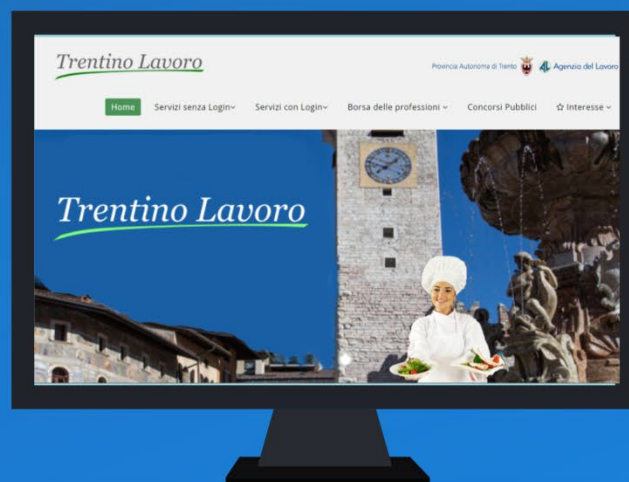 Trentino Lavoro
Provincia Autonoma di Trento Agenzia del Lavoro
Home Servizi senza Login Servizi con Login Borsa delle professioni Concorsi Pubblici Interesse
Trentino Lavoro